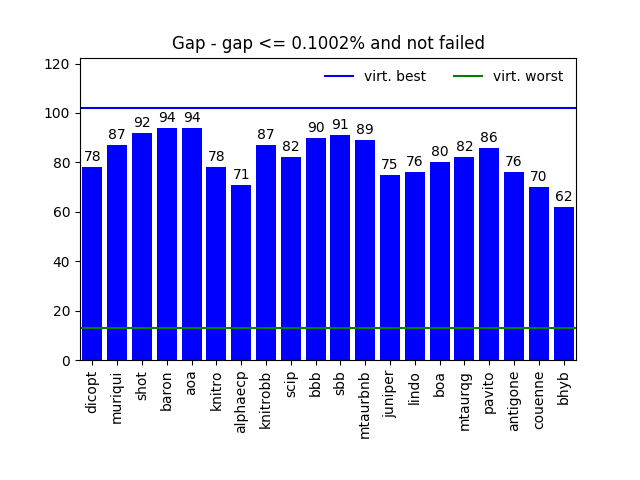 Gap - gap <= 0.1002% and not failed
virt. best virt. worst
120
100
80
60
40
20
0
78 87 92 94 94 78 71 87 82 90 91 89 75 76 80 82 86 76 70 62
dicopt
muriqui
shot
baron
aoa
knitro
alphaecp
knitrobb
scip
bbb
sbb
mtaurbnb
juniper
lindo
boa
mtaurqg
pavito
antigone
couenne
bhyb